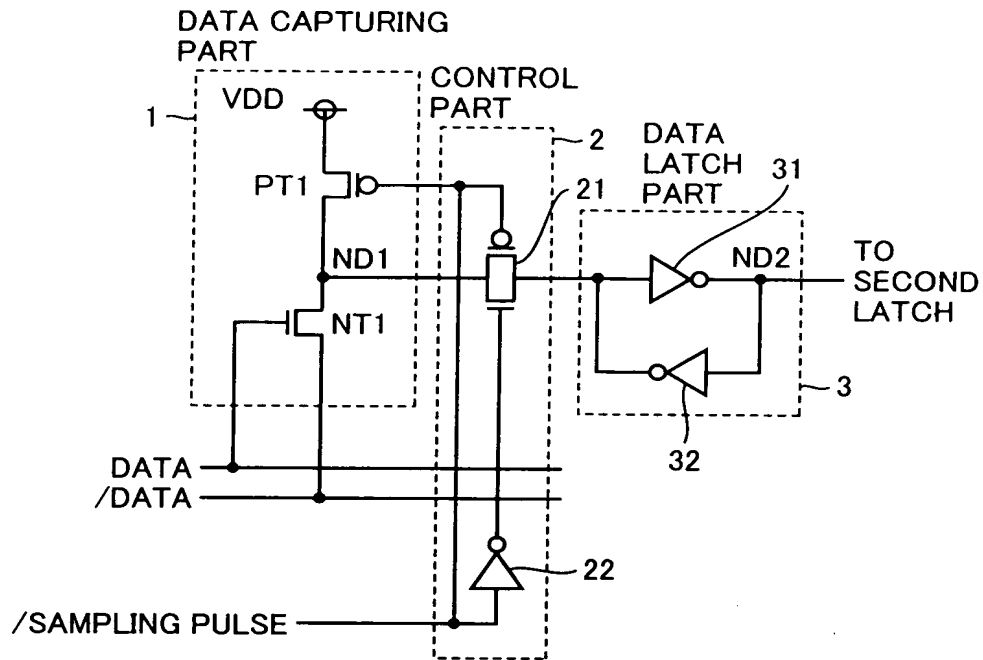 DATA CAPTURING
PART
CONTROL
PART
1
VDD
2
DATA
LATCH
PART
31
PT1
21
ND1
ND2
TO
SECOND
LATCH
NT1
3
32
DATA
/DATA
22
/SAMPLING PULSE